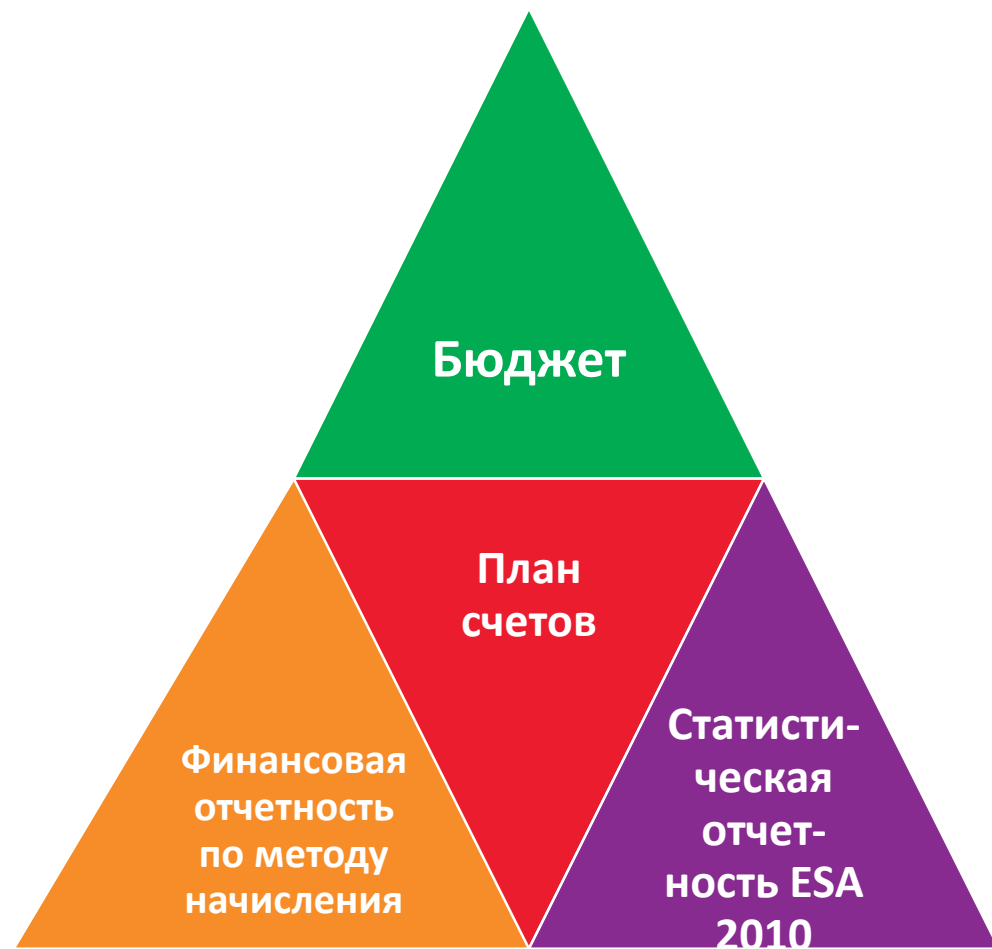 Бюджет
План
счетов
Финансовая
отчетность
по методу
начисления
Статисти-
ческая
отчет-
ность ESA
2010